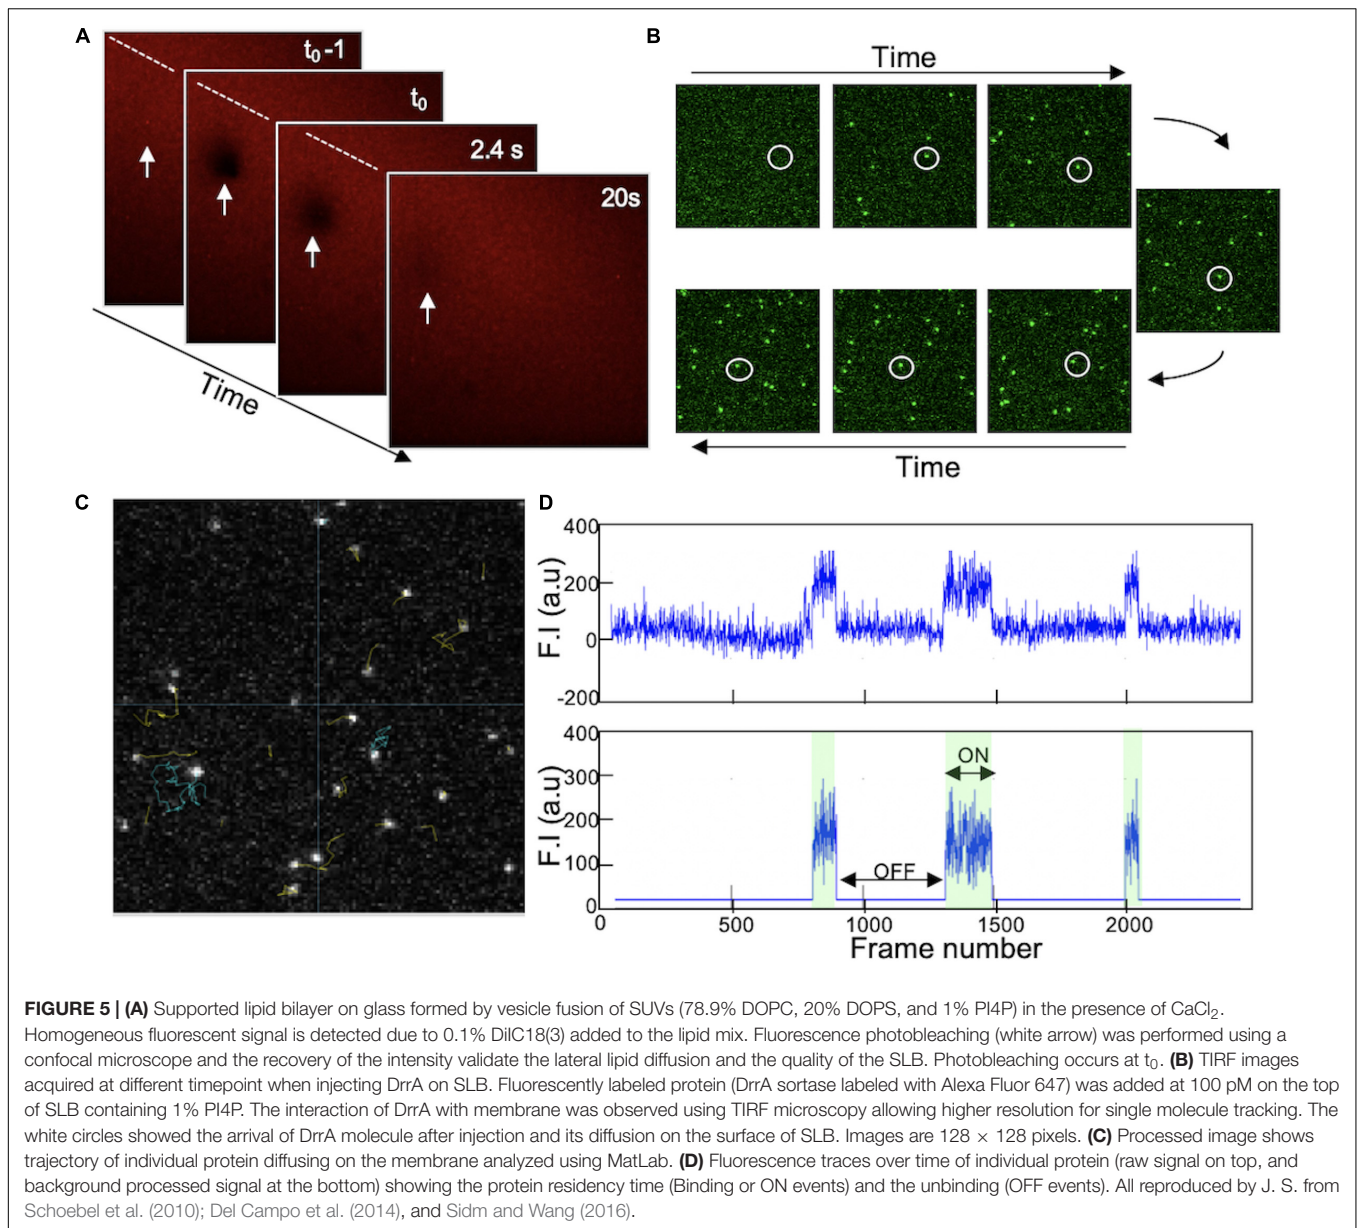 A
t0-1
t0
2.4 s
20s
Time
B
Time
Time
C
D
400
200
0
-200
F.I (a.u)
400
300
200
100
0
F.I (a.u)
ON
OFF
0 500 1000 1500 2000
Frame number
FIGURE 5 | (A) Supported lipid bilayer on glass formed by vesicle fusion of SUVs (78.9% DOPC, 20% DOPS, and 1% PI4P) in the presence of CaCl2.
Homogeneous fluorescent signal is detected due to 0.1% DilC18(3) added to the lipid mix. Fluorescence photobleaching (white arrow) was performed using a
confocal microscope and the recovery of the intensity validate the lateral lipid diffusion and the quality of the SLB. Photobleaching occurs at t0. (B) TIRF images
acquired at different timepoint when injecting DrrA on SLB. Fluorescently labeled protein (DrrA sortase labeled with Alexa Fluor 647) was added at 100 pM on the top
of SLB containing 1% PI4P. The interaction of DrrA with membrane was observed using TIRF microscopy allowing higher resolution for single molecule tracking. The
white circles showed the arrival of DrrA molecule after injection and its diffusion on the surface of SLB. Images are 128 × 128 pixels. (C) Processed image shows
trajectory of individual protein diffusing on the membrane analyzed using MatLab. (D) Fluorescence traces over time of individual protein (raw signal on top, and
background processed signal at the bottom) showing the protein residency time (Binding or ON events) and the unbinding (OFF events). All reproduced by J. S. from
Schoebel et al. (2010); Del Campo et al. (2014), and Sidm and Wang (2016).